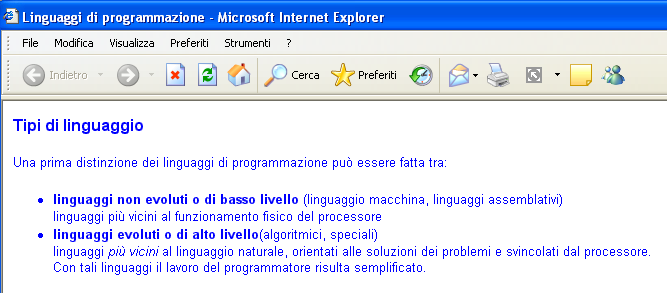 Linguaggi di programmazione - Microsoft Internet Explorer
File Modifica Visualizza Preferiti Strumenti ?
Indietro Cerca Preferiti
Tipi di linguaggio
Una prima distinzione dei linguaggi di programmazione può essere fatta tra:
• linguaggi non evoluti o di basso livello (linguaggio macchina, linguaggi assemblativi)
linguaggi più vicini al funzionamento fisico del processore
• linguaggi evoluti o di alto livello(algoritmici, speciali)
linguaggi più vicini al linguaggio naturale, orientati alle soluzioni dei problemi e svincolati dal processore.
Con tali linguaggi il lavoro del programmatore risulta semplificato.